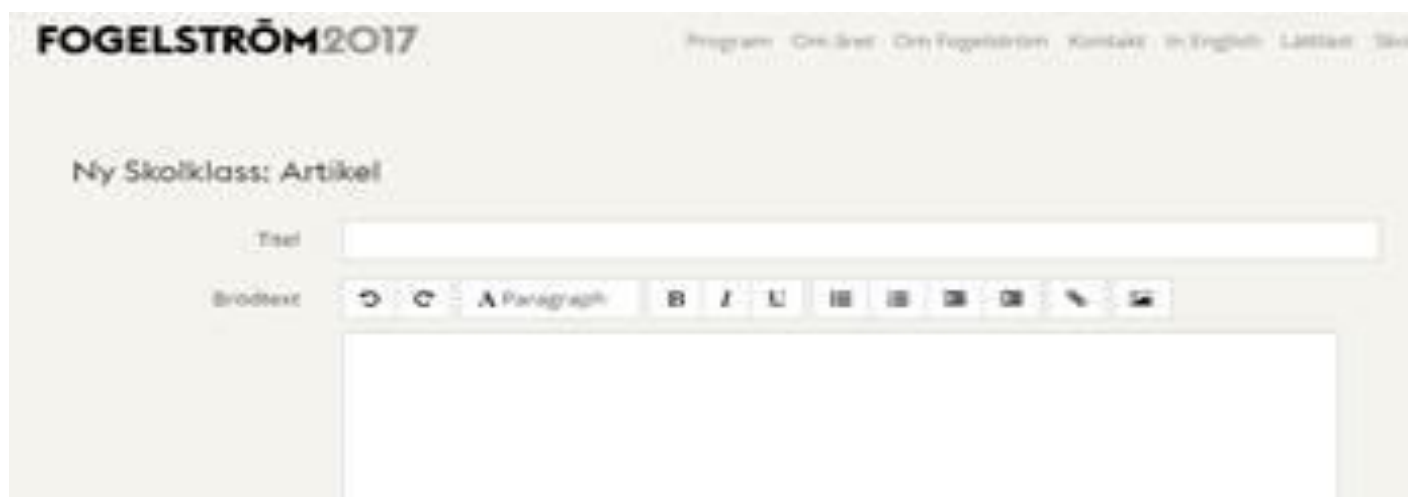 FOGELSTRÖM2017
Program Om året Om Fogelström Kontakt In English Lättläst
Ny Skolklass: Artikel
Titel
Brödtext
A Paragraph B I U